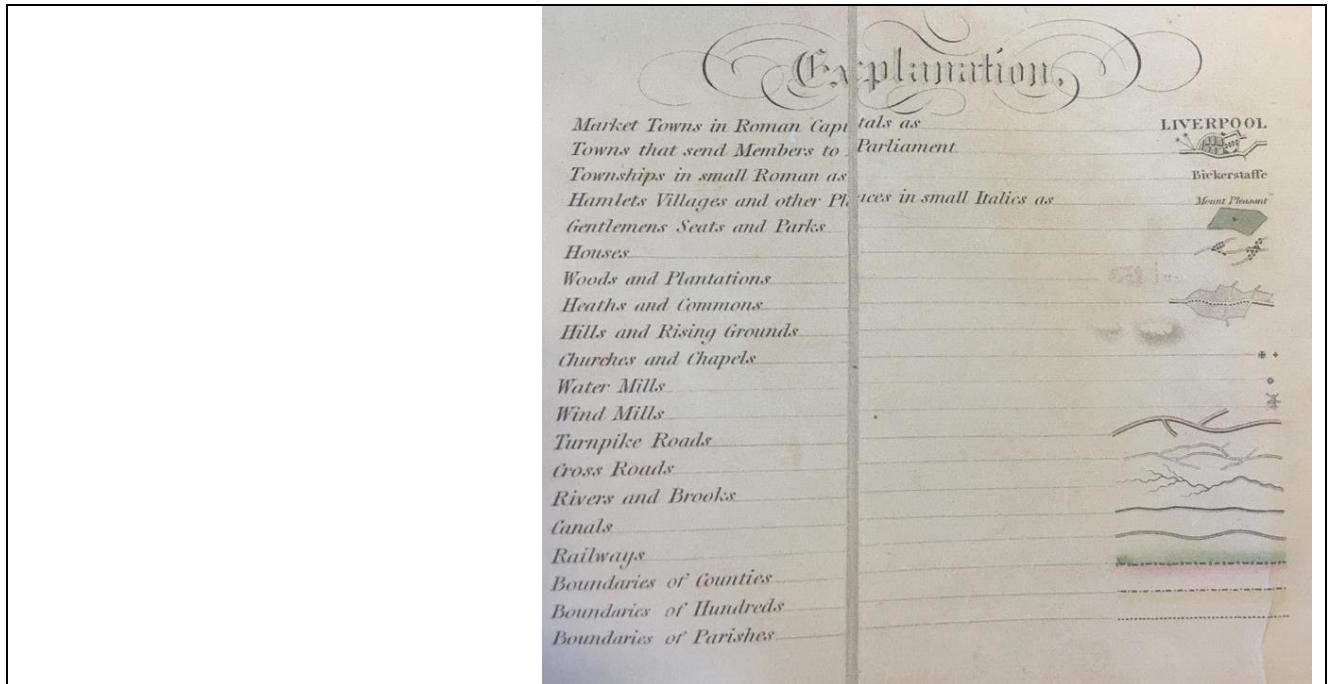 Explanation.
Market Towns in Roman Capitals as LIVERPOOL
Towns that send Members to Parliament
Townships in small Roman as Bickerstaffe
Hamlets Villages and other Places in small Italics as Mount Pleasant
Gentlemens Seats and Parks
Houses
Woods and Plantations
Heaths and Commons
Hills and Rising Grounds
Churches and Chapels
Water Mills
Wind Mills
Turnpike Roads
Cross Roads
Rivers and Brooks
Canals
Railways
Boundaries of Counties
Boundaries of Hundreds
Boundaries of Parishes